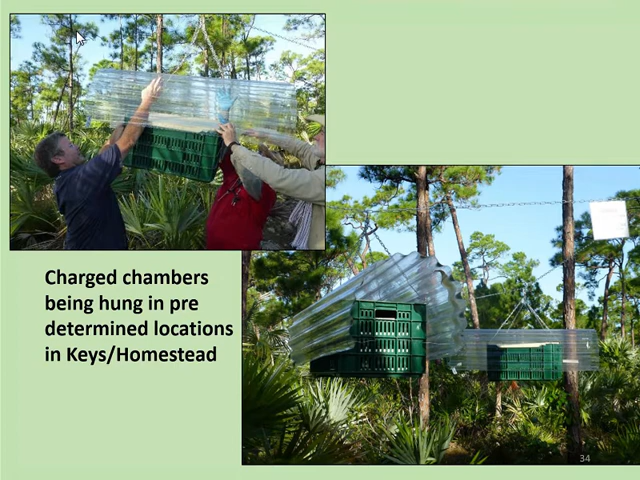 Charged chambers
being hung in pre
determined locations
in Keys/Homestead
34